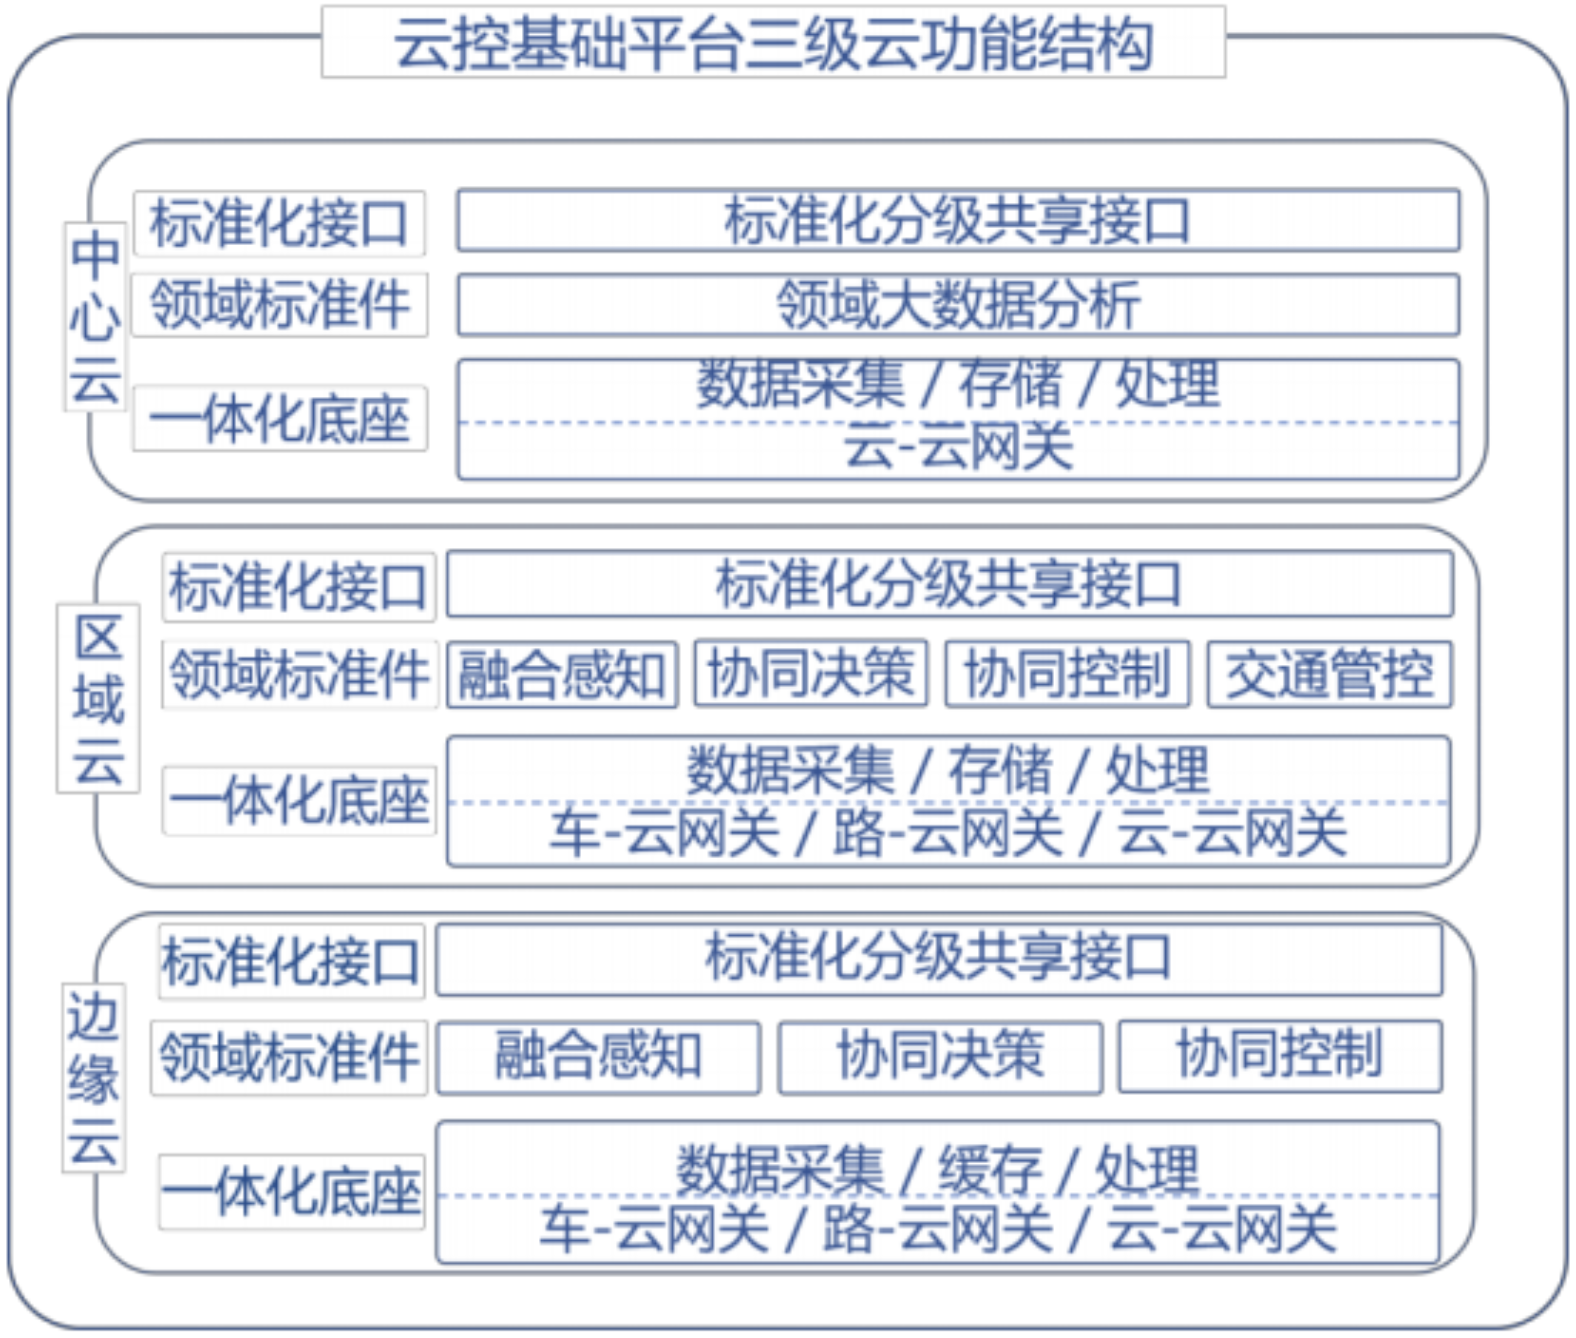 云控基础平台三级云功能结构
中心云
标准化接口
标准化分级共享接口
领域标准件
领域大数据分析
一体化底座
数据采集 / 存储 / 处理
云-云网关
区域云
标准化接口
标准化分级共享接口
领域标准件
融合感知
协同决策
协同控制
交通管控
一体化底座
数据采集 / 存储 / 处理
车-云网关 / 路-云网关 / 云-云网关
边缘云
标准化接口
标准化分级共享接口
领域标准件
融合感知
协同决策
协同控制
一体化底座
数据采集 / 缓存 / 处理
车-云网关 / 路-云网关 / 云-云网关